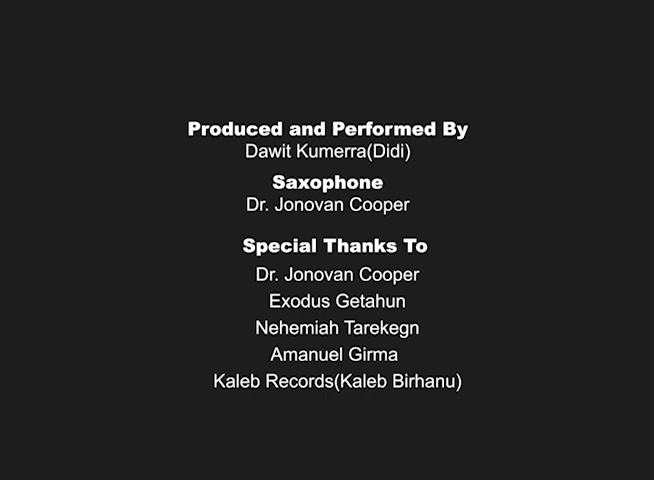 Produced and Performed By
Dawit Kumerra(Didi)
Saxophone
Dr. Jonovan Cooper
Special Thanks To
Dr. Jonovan Cooper
Exodus Getahun
Nehemiah Tarekegn
Amanuel Girma
Kaleb Records(Kaleb Birhanu)